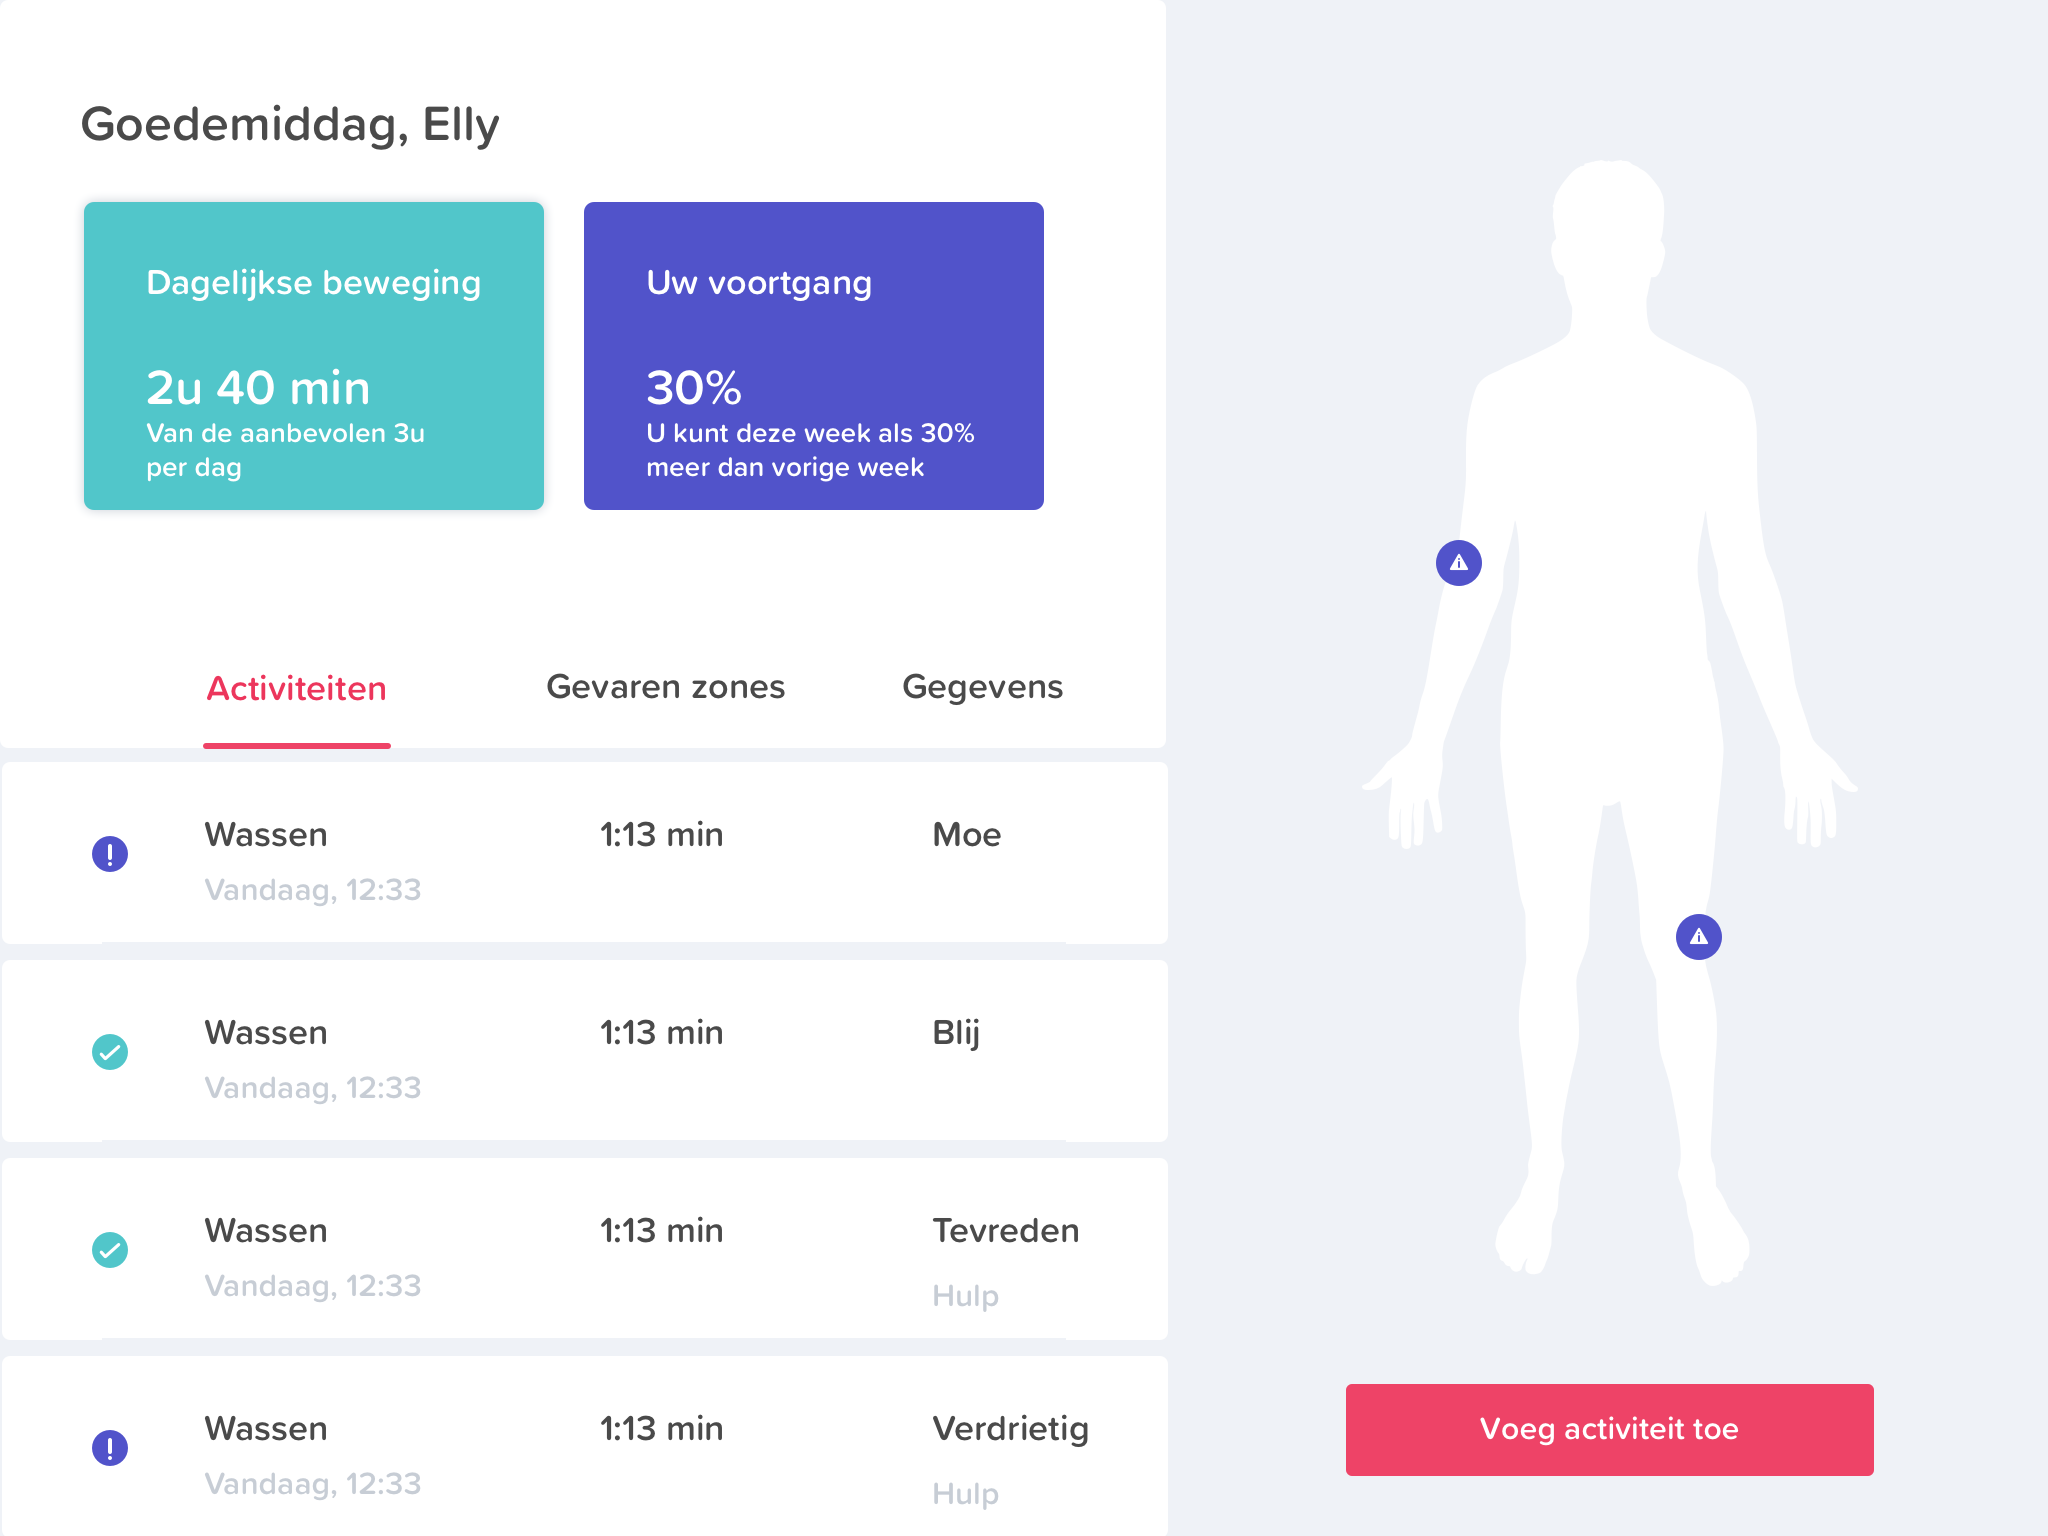 Goedemiddag, Elly
Dagelijkse beweging
2u 40 min
Van de aanbevolen 3u
per dag
Uw voortgang
30%
U kunt deze week als 30%
meer dan vorige week
Activiteiten
Gevaren zones
Gegevens
Wassen
1:13 min
Moe
Vandaag, 12:33
Wassen
1:13 min
Blij
Vandaag, 12:33
Wassen
1:13 min
Tevreden
Vandaag, 12:33
Hulp
Wassen
1:13 min
Verdrietig
Vandaag, 12:33
Hulp
Voeg activiteit toe